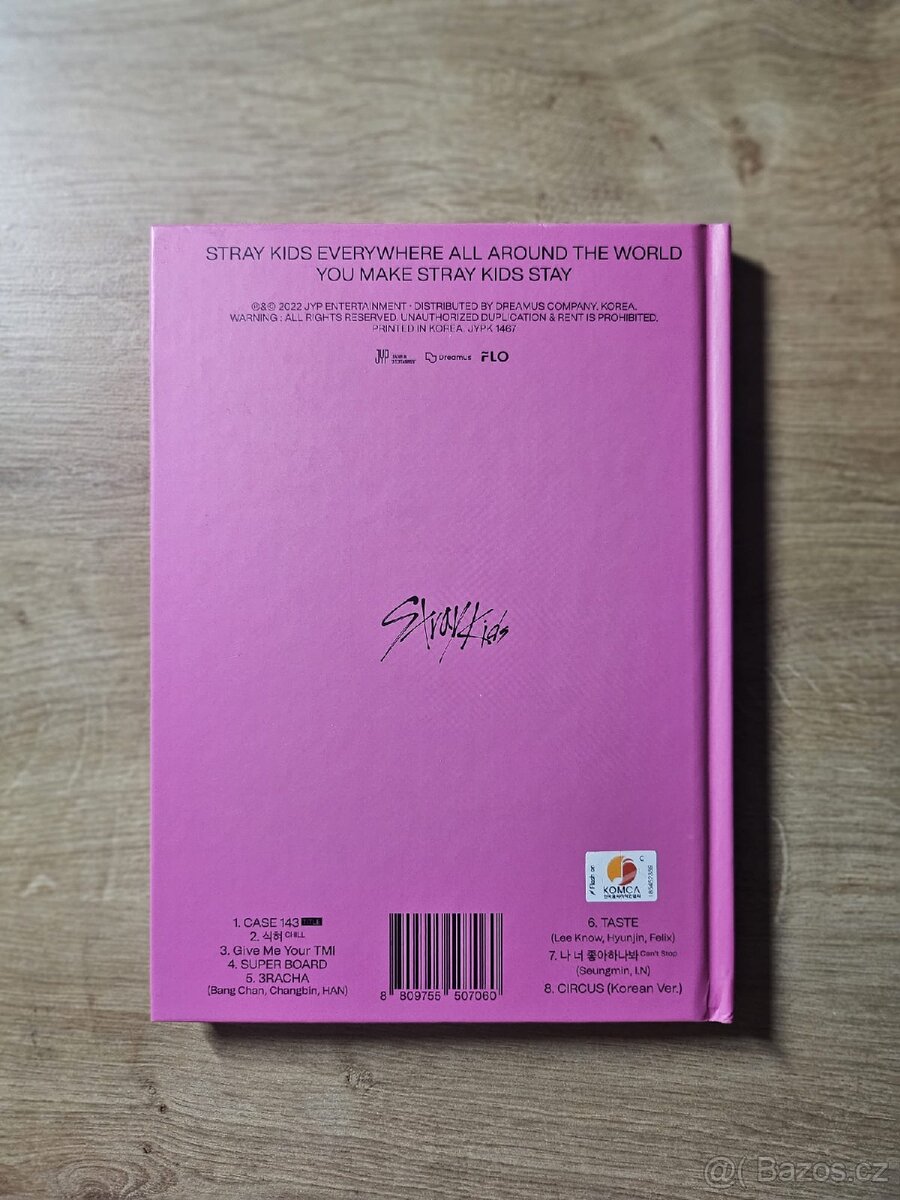 STRAY KIDS EVERYWHERE ALL AROUND THE WORLD
YOU MAKE STRAY KIDS STAY
℗&© 2022 JYP ENTERTAINMENT · DISTRIBUTED BY DREAMUS COMPANY, KOREA.
WARNING : ALL RIGHTS RESERVED. UNAUTHORIZED DUPLICATION & RENT IS PROHIBITED.
PRINTED IN KOREA. JYPK 1467
JYP Dreamus FLO
Stray Kids
KOMCA
C
1. CASE 143 TITLE
2. 식혀 CHILL
3. Give Me Your TMI
4. SUPER BOARD
5. 3RACHA
(Bang Chan, Changbin, HAN)
8 809755 507060
6. TASTE
(Lee Know, Hyunjin, Felix)
7. 나 너 좋아하나봐 Can't Stop
(Seungmin, I.N)
8. CIRCUS (Korean Ver.)
@( Bazos.cz